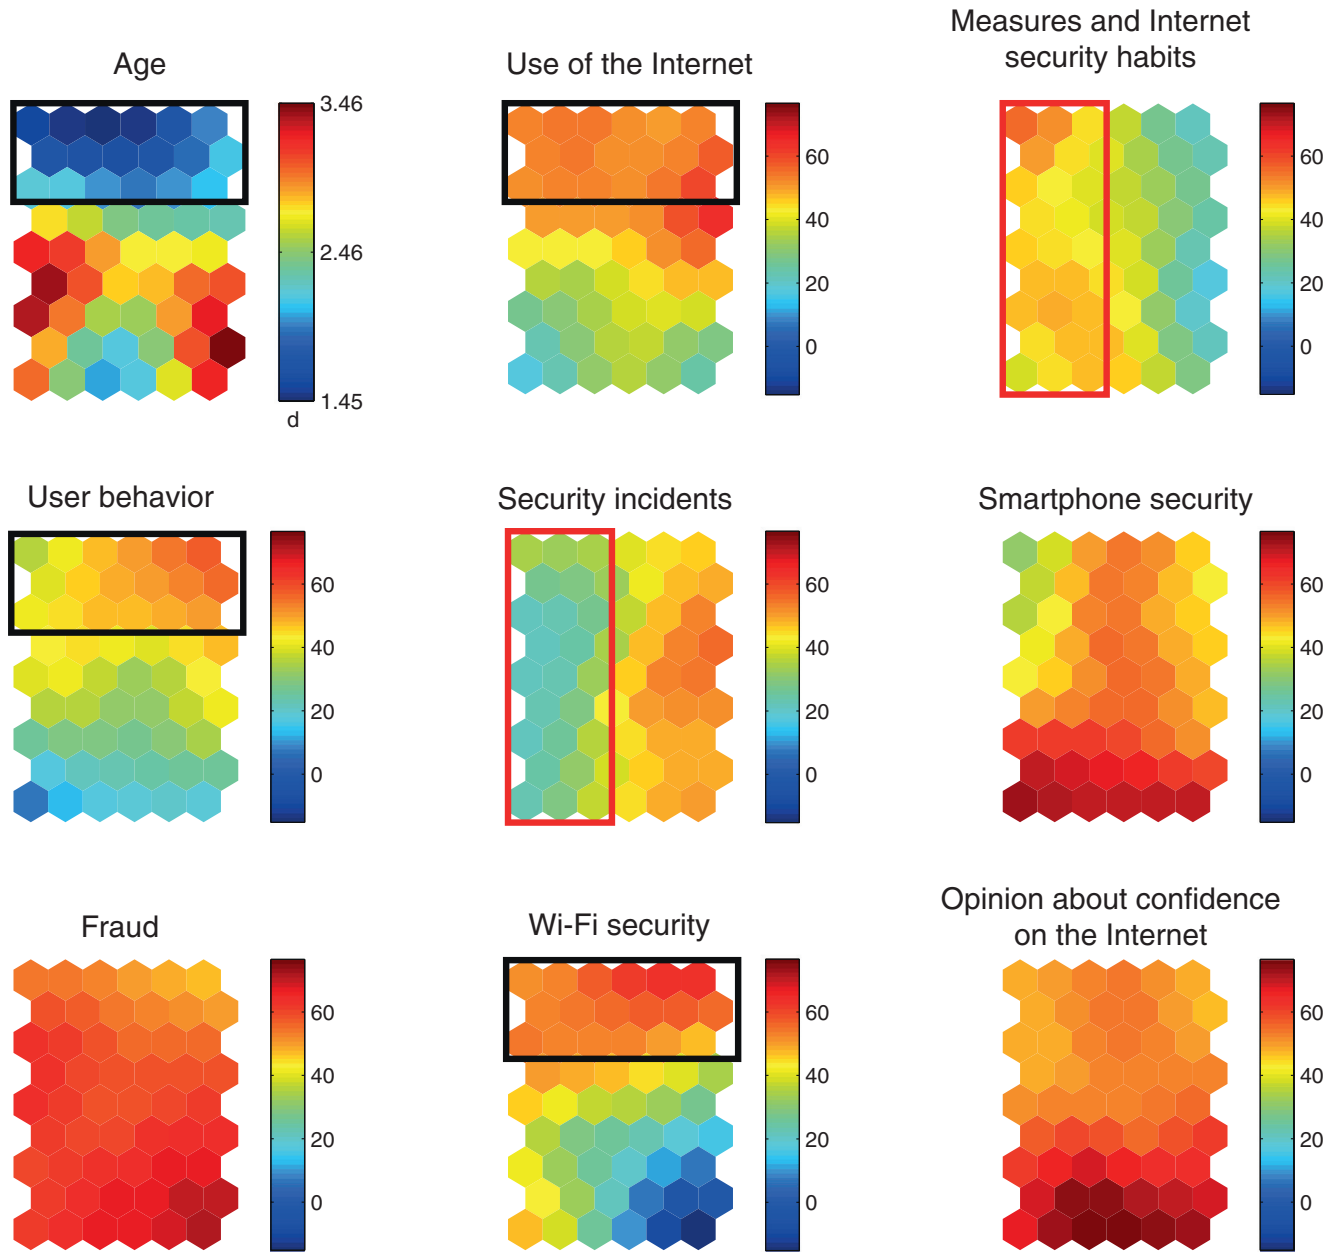 Age
3.46
2.46
1.45
d
Use of the Internet
60
40
20
0
Measures and Internet
security habits
60
40
20
0
User behavior
60
40
20
0
Security incidents
60
40
20
0
Smartphone security
60
40
20
0
Fraud
60
40
20
0
Wi-Fi security
60
40
20
0
Opinion about confidence
on the Internet
60
40
20
0